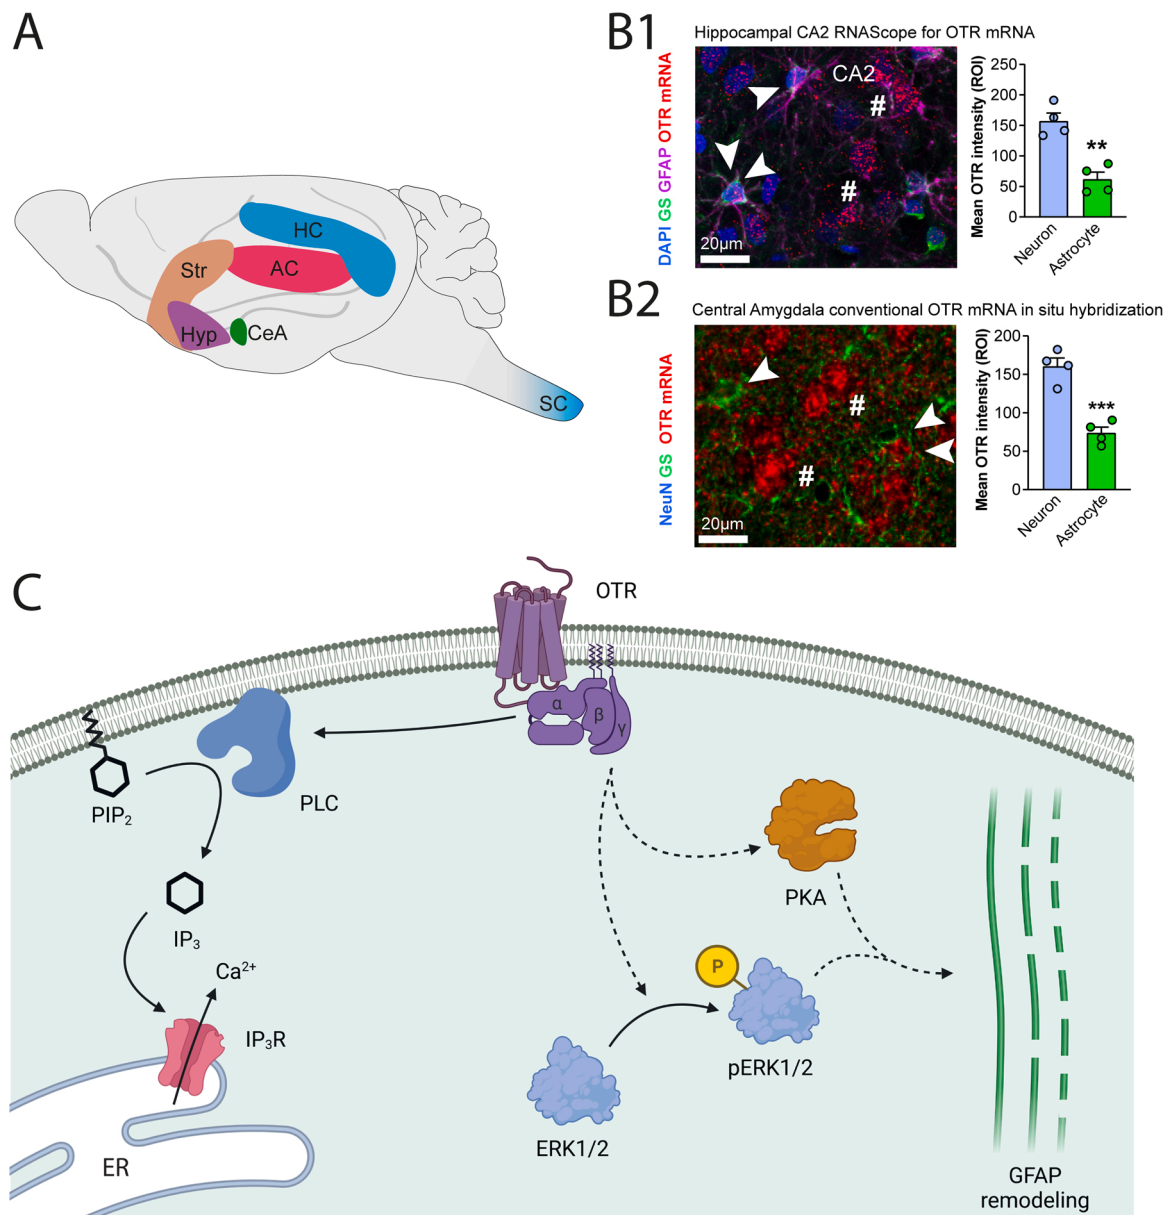 A
HC
Str
AC
Hyp
CeA
SC
B1
Hippocampal CA2 RNAScope for OTR mRNA
DAPI GS GFAP OTR mRNA
CA2
#
#
20µm
Mean OTR intensity (ROI)
250
200
150
100
50
0
**
Neuron
Astrocyte
B2
Central Amygdala conventional OTR mRNA in situ hybridization
NeuN GS OTR mRNA
#
#
20µm
Mean OTR intensity (ROI)
200
150
100
50
0
***
Neuron
Astrocyte
C
OTR
α
β
γ
PLC
PIP₂
PKA
IP₃
Ca²⁺
P
IP₃R
pERK1/2
ERK1/2
ER
GFAP
remodeling